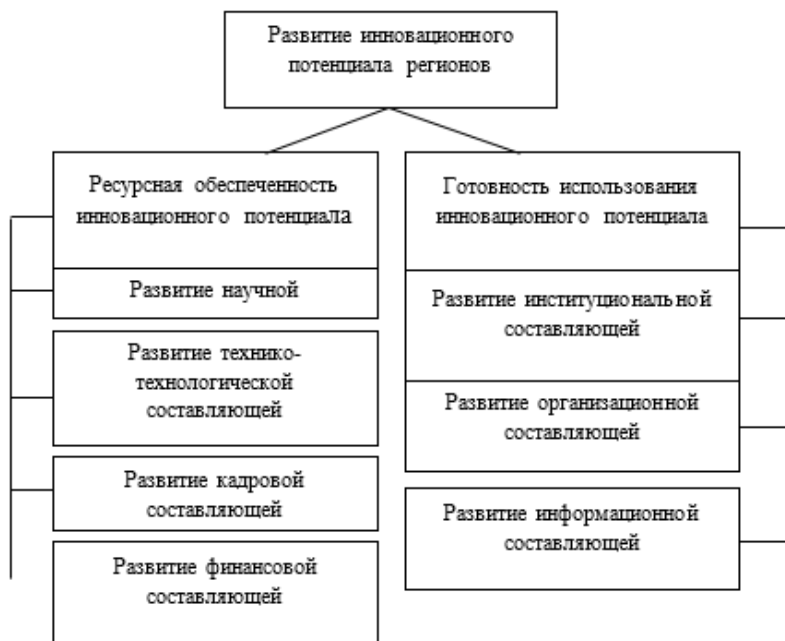 Развитие инновационного
потенциала регионов
Ресурсная обеспеченность
инновационного потенциала
Развитие научной
Развитие технико-
технологической
составляющей
Развитие кадровой
составляющей
Развитие финансовой
составляющей
Готовность использования
инновационного потенциала
Развитие институциональной
составляющей
Развитие организационной
составляющей
Развитие информационной
составляющей